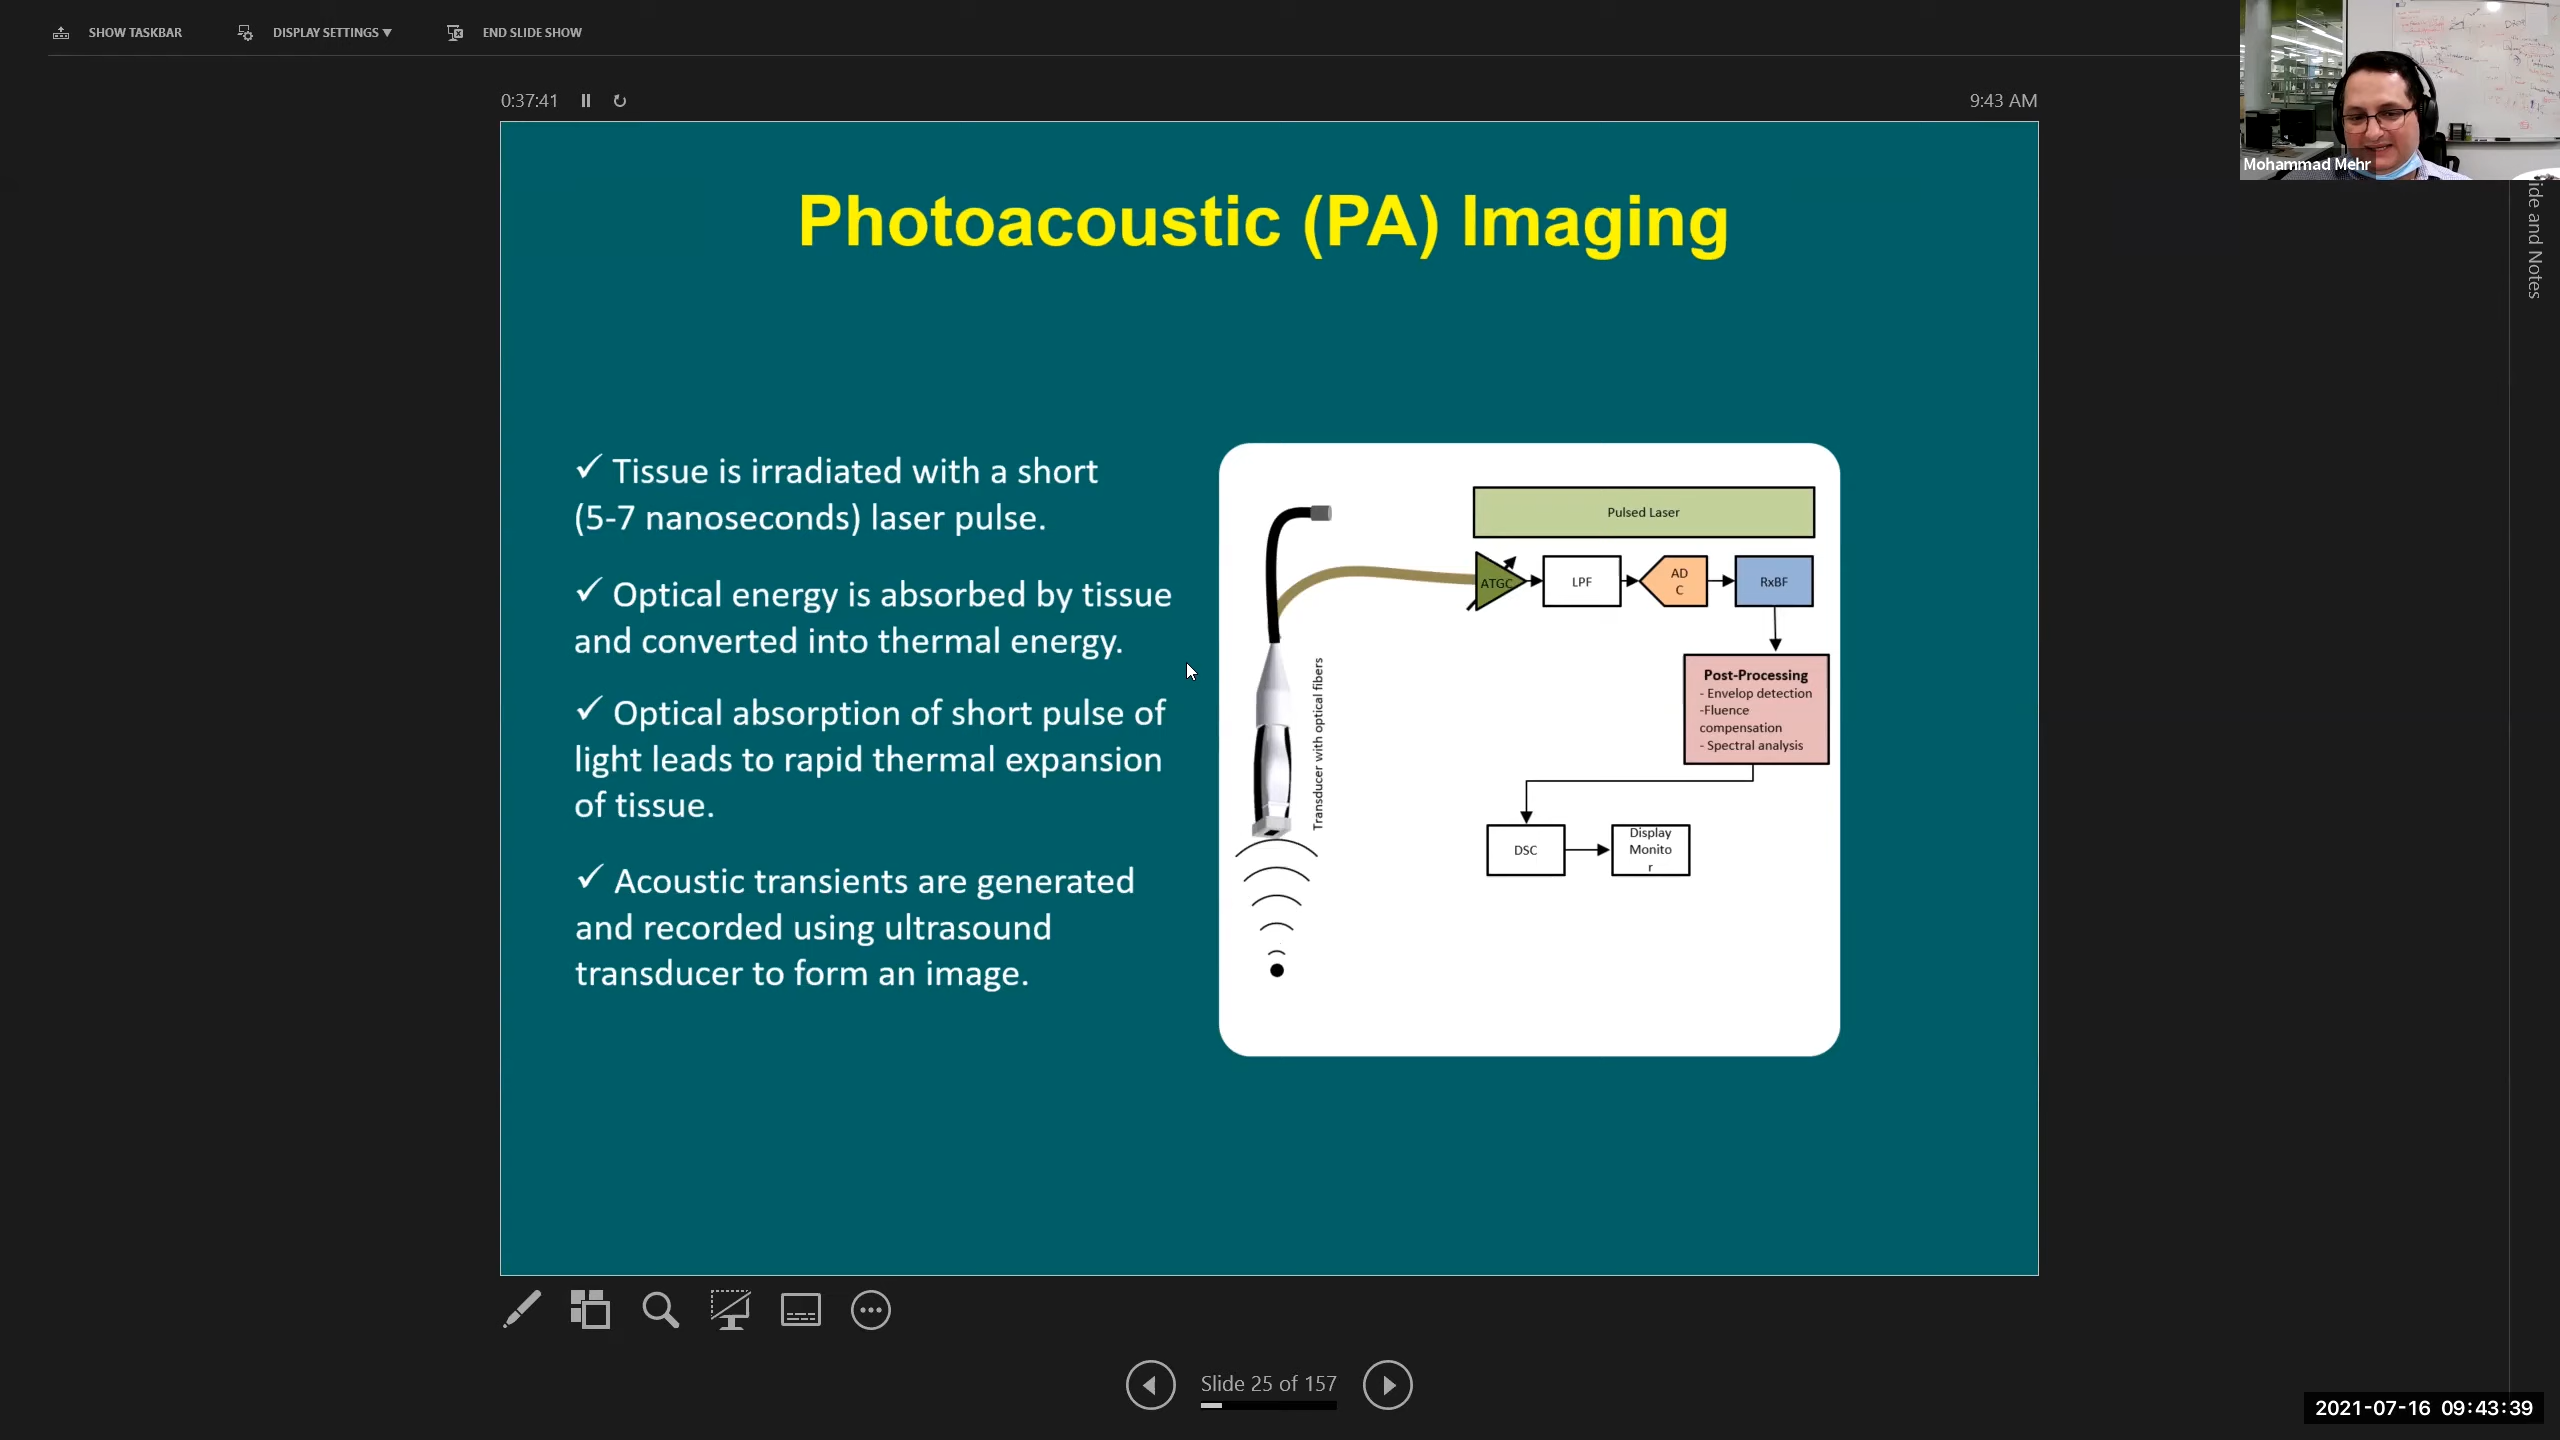 SHOW TASKBAR
DISPLAY SETTINGS
END SLIDE SHOW
0:37:41
9:43 AM
Mohammad Mehr
ide and Notes
Photoacoustic (PA) Imaging
✓ Tissue is irradiated with a short
(5-7 nanoseconds) laser pulse.
✓ Optical energy is absorbed by tissue
and converted into thermal energy.
✓ Optical absorption of short pulse of
light leads to rapid thermal expansion
of tissue.
✓ Acoustic transients are generated
and recorded using ultrasound
transducer to form an image.
Pulsed Laser
ATGC
LPF
AD
C
RxBF
Post-Processing
- Envelop detection
-Fluence
compensation
- Spectral analysis
Transducer with optical fibers
DSC
Display
Monito
r
Slide 25 of 157
2021-07-16 09:43:39